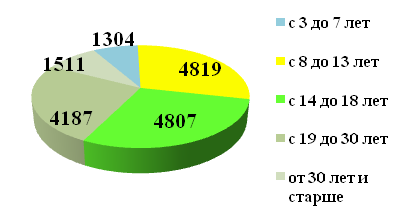 1304
4819
1511
4187
4807
с 3 до 7 лет
с 8 до 13 лет
с 14 до 18 лет
с 19 до 30 лет
от 30 лет и
старше